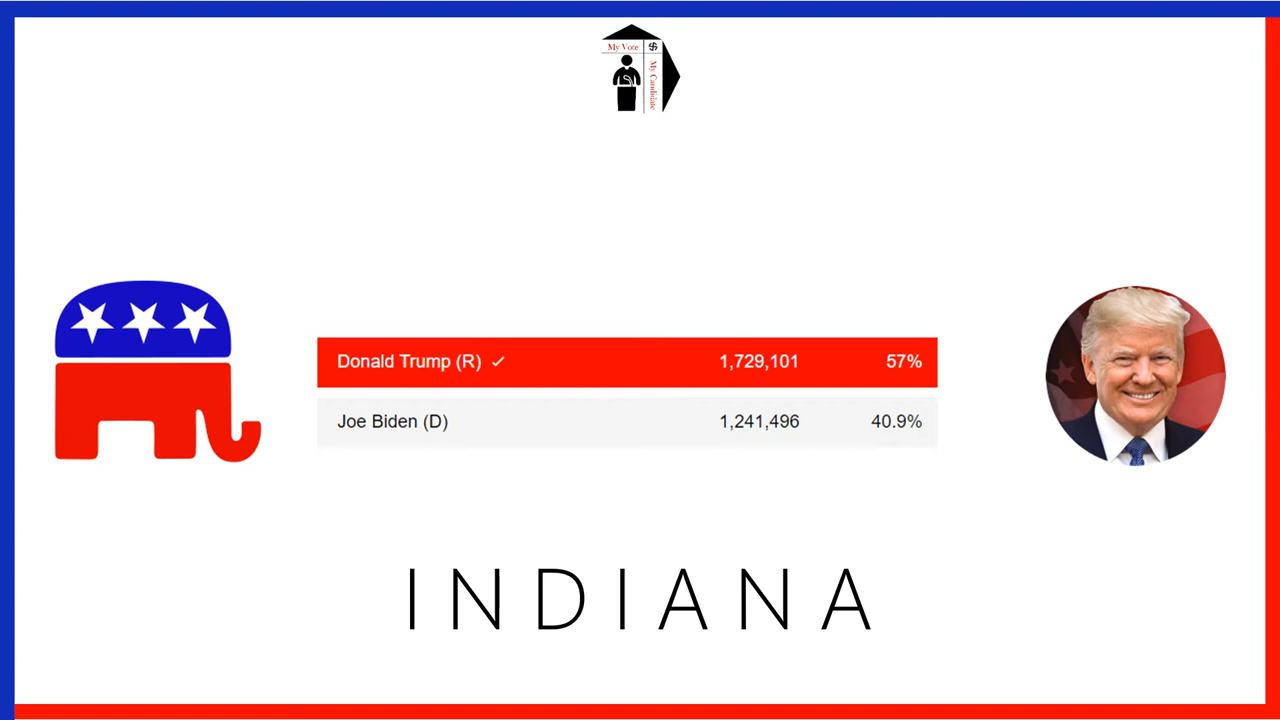 My Vote
My Candidate
Donald Trump (R) ✓ 1,729,101 57%
Joe Biden (D) 1,241,496 40.9%
INDIANA